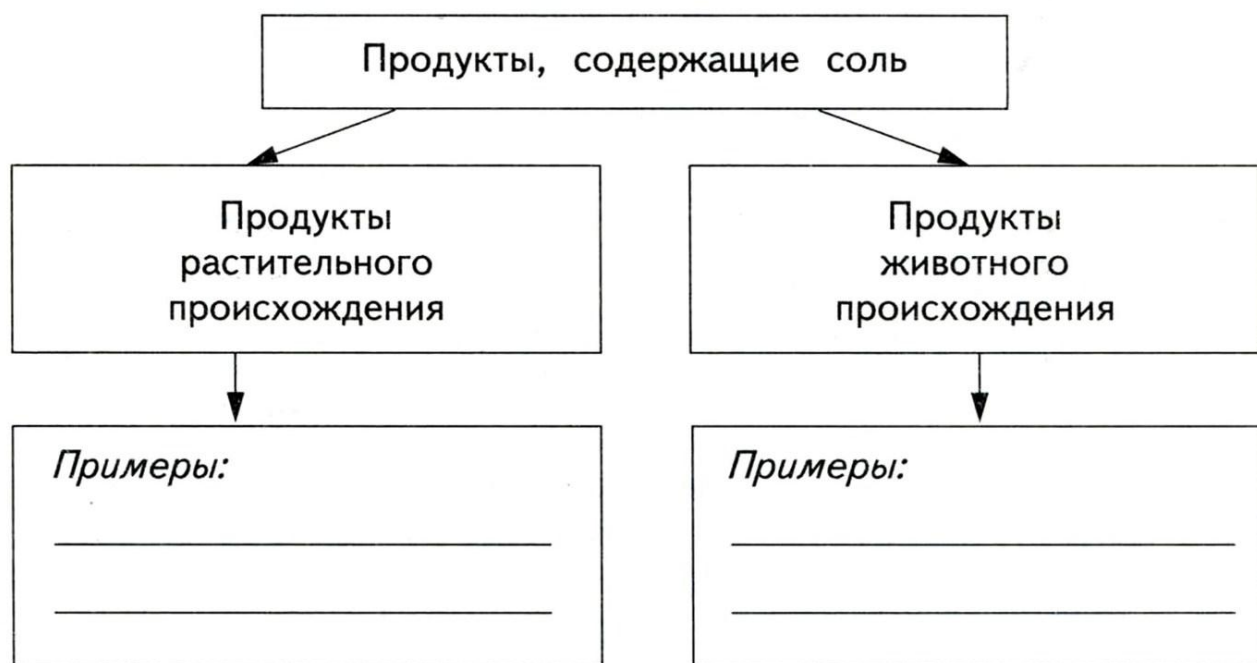 Продукты, содержащие соль
Продукты
растительного
происхождения
Продукты
животного
происхождения
Примеры:
Примеры: